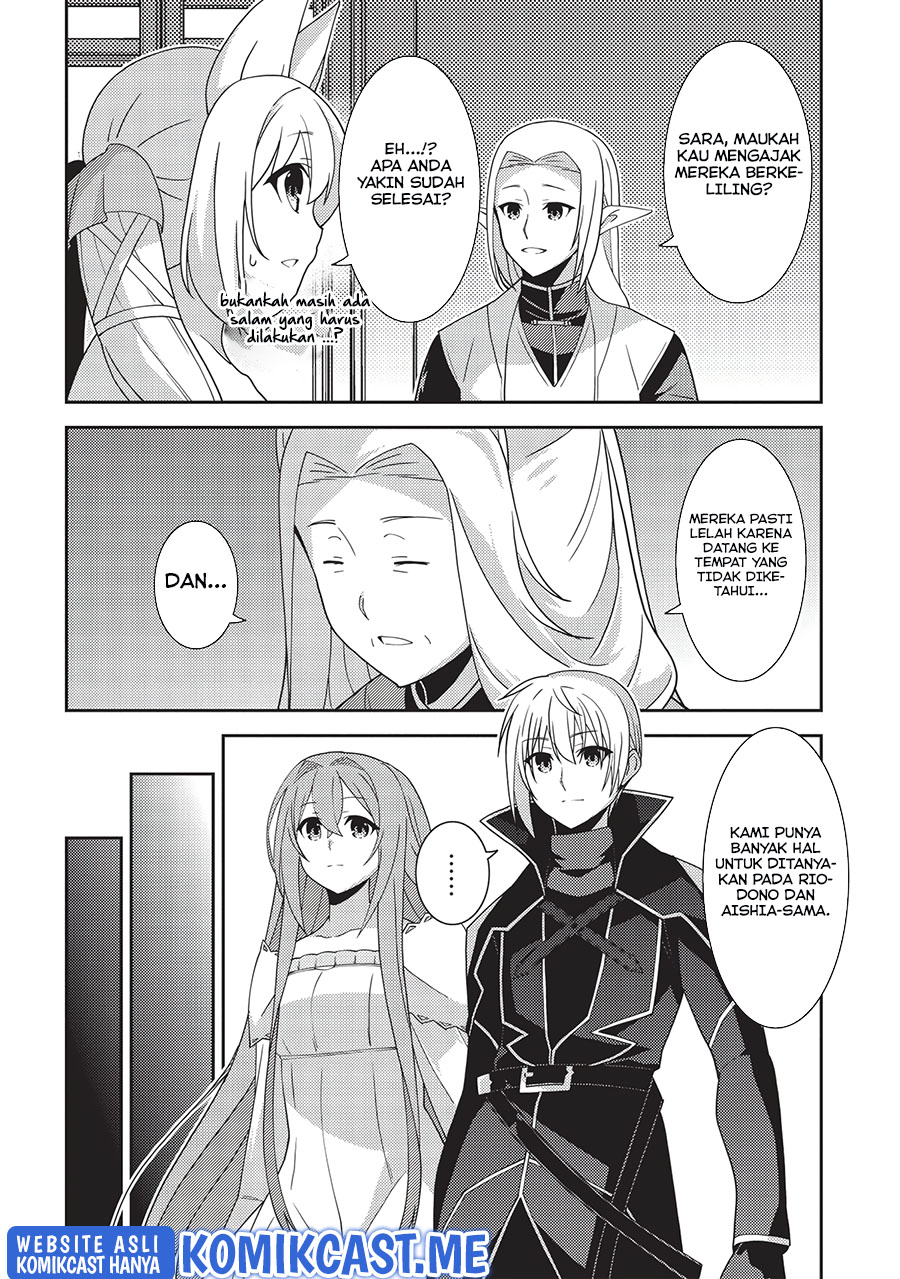 SARA, MAUKAH
KAU MENGAJAK
MEREKA BERKE-
LILING?
EH...!?
APA ANDA
YAKIN SUDAH
SELESAI?
bukankah masih ada
salam yang harus
dilakukan ...?
MEREKA PASTI
LELAH KARENA
DATANG KE
TEMPAT YANG
TIDAK DIKE-
TAHUI...
DAN...
KAMI PUNYA
BANYAK HAL
UNTUK DITANYA-
KAN PADA RIO-
DONO DAN
AISHIA-SAMA.
......
WEBSITE ASLI
KOMIKCAST HANYA
KOMIKCAST.ME